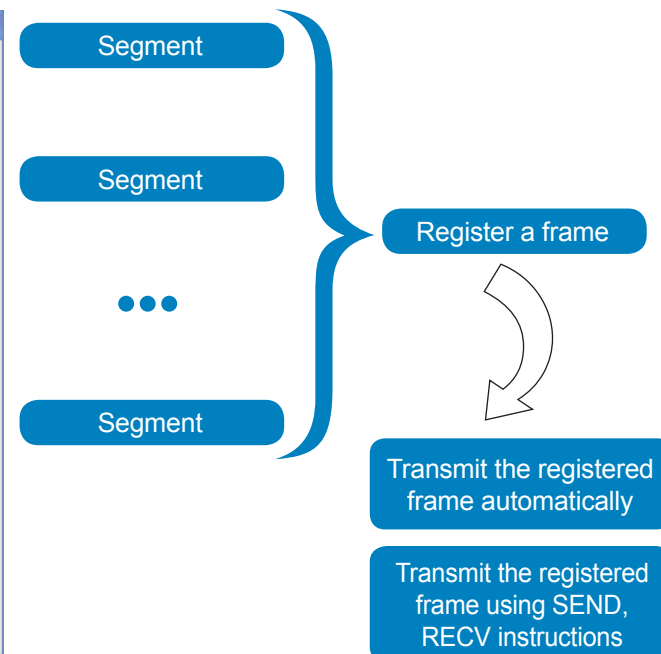 Segment
Segment
Segment
Register a frame
Transmit the registered
frame automatically
Transmit the registered
frame using SEND,
RECV instructions